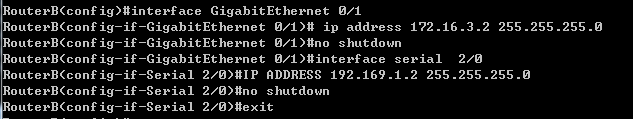 RouterB(config)#interface GigabitEthernet 0/1
RouterB(config-if-GigabitEthernet 0/1)# ip address 172.16.3.2 255.255.255.0
RouterB(config-if-GigabitEthernet 0/1)#no shutdown
RouterB(config-if-GigabitEthernet 0/1)#interface serial  2/0
RouterB(config-if-Serial 2/0)#IP ADDRESS 192.169.1.2 255.255.255.0
RouterB(config-if-Serial 2/0)#no shutdown
RouterB(config-if-Serial 2/0)#exit